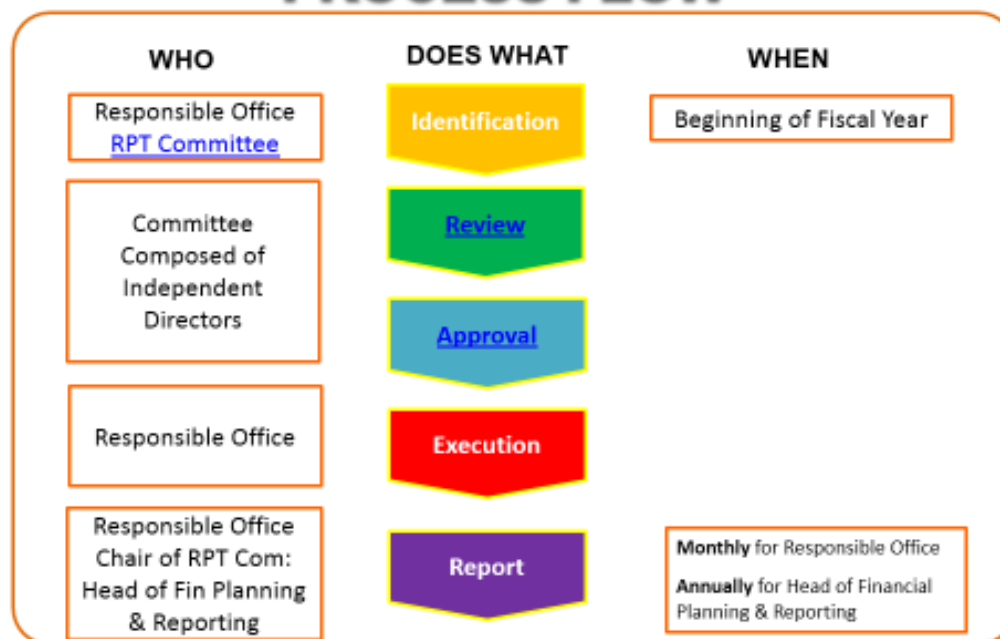 PROCESS FLOW
WHO
DOES WHAT
WHEN
Responsible Office
RPT Committee
Identification
Beginning of Fiscal Year
Committee
Composed of
Independent
Directors
Review
Approval
Responsible Office
Execution
Responsible Office
Chair of RPT Com:
Head of Fin Planning
& Reporting
Report
Monthly for Responsible Office
Annually for Head of Financial
Planning & Reporting